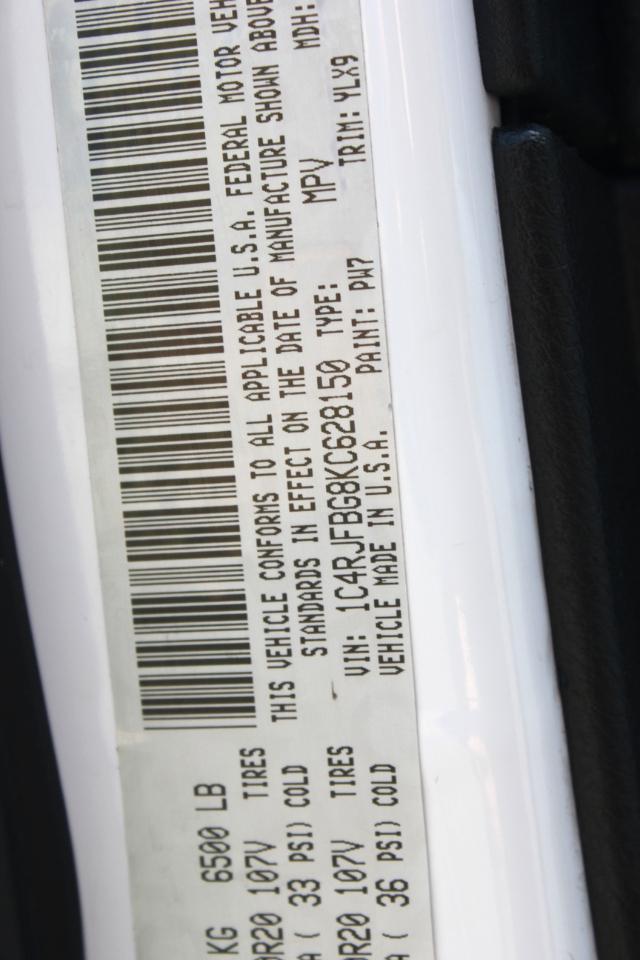 THIS VEHICLE CONFORMS TO ALL APPLICABLE U.S.A. FEDERAL MOTOR VEH
STANDARDS IN EFFECT ON THE DATE OF MANUFACTURE SHOWN ABOVE
VIN: 1C4RJFBG8KC628150 TYPE: MPV MDH:
VEHICLE MADE IN U.S.A. PAINT: PW7 TRIM: YLX9
KG 6500 LB
0R20 107V TIRES
A ( 33 PSI) COLD
0R20 107V TIRES
A ( 36 PSI) COLD